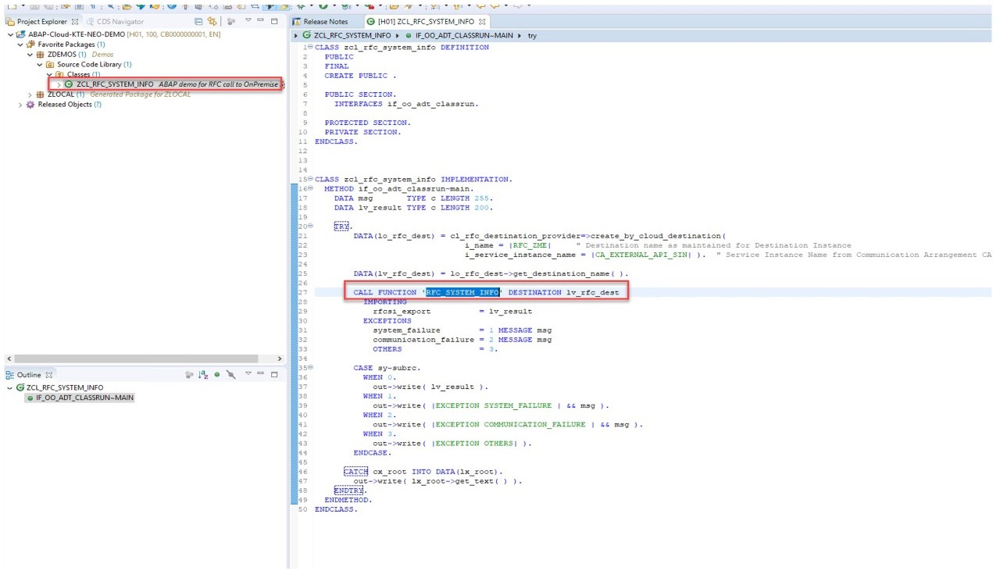 Project Explorer
CDS Navigator
ABAP-Cloud-KTE-NEO-DEMO [H01, 100, CB0000000001, EN]
Favorite Packages (1)
ZDEMOS (1) Demos
Source Code Library (1)
Classes (1)
ZCL_RFC_SYSTEM_INFO ABAP demo for RFC call to OnPremise
ZLOCAL (1) Generated Package for ZLOCAL
Released Objects (?)
Outline
ZCL_RFC_SYSTEM_INFO
IF_OO_ADT_CLASSRUN~MAIN
Release Notes
[H01] ZCL_RFC_SYSTEM_INFO
ZCL_RFC_SYSTEM_INFO IF_OO_ADT_CLASSRUN~MAIN try
1 CLASS zcl_rfc_system_info DEFINITION
2 PUBLIC
3 FINAL
4 CREATE PUBLIC .
5
6 PUBLIC SECTION.
7 INTERFACES if_oo_adt_classrun.
8
9 PROTECTED SECTION.
10 PRIVATE SECTION.
11 ENDCLASS.
12
13
14
15 CLASS zcl_rfc_system_info IMPLEMENTATION.
16 METHOD if_oo_adt_classrun~main.
17 DATA msg TYPE c LENGTH 255.
18 DATA lv_result TYPE c LENGTH 200.
19
20 TRY.
21 DATA(lo_rfc_dest) = cl_rfc_destination_provider=>create_by_cloud_destination(
22 i_name = |RFC_ZME| " Destination name as maintained for Destination Instance
23 i_service_instance_name = |CA_EXTERNAL_API_SIN| ). " Service Instance Name from Communication Arrangement CA
24
25 DATA(lv_rfc_dest) = lo_rfc_dest->get_destination_name( ).
26
27 CALL FUNCTION 'RFC_SYSTEM_INFO' DESTINATION lv_rfc_dest
28 IMPORTING
29 rfcsi_export = lv_result
30 EXCEPTIONS
31 system_failure = 1 MESSAGE msg
32 communication_failure = 2 MESSAGE msg
33 OTHERS = 3.
34
35 CASE sy-subrc.
36 WHEN 0.
37 out->write( lv_result ).
38 WHEN 1.
39 out->write( |EXCEPTION SYSTEM_FAILURE | && msg ).
40 WHEN 2.
41 out->write( |EXCEPTION COMMUNICATION_FAILURE | && msg ).
42 WHEN 3.
43 out->write( |EXCEPTION OTHERS| ).
44 ENDCASE.
45
46 CATCH cx_root INTO DATA(lx_root).
47 out->write( lx_root->get_text( ) ).
48 ENDTRY.
49 ENDMETHOD.
50 ENDCLASS.